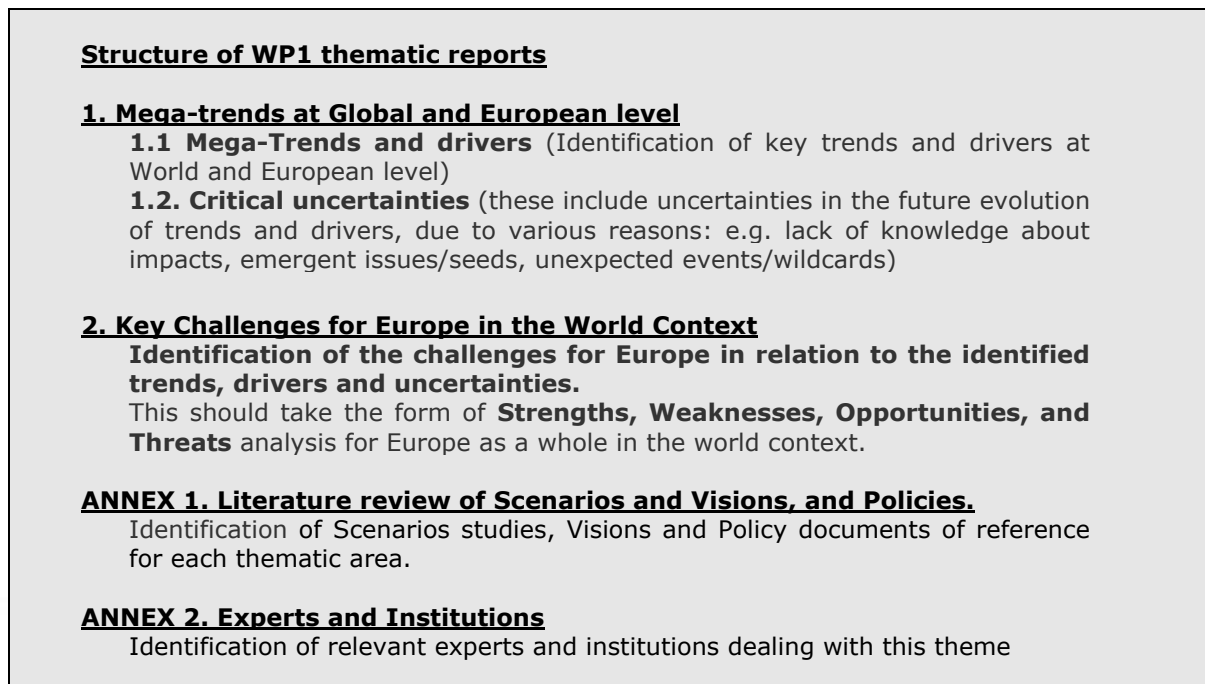 Structure of WP1 thematic reports
1. Mega-trends at Global and European level
1.1 Mega-Trends and drivers (Identification of key trends and drivers at
World and European level)
1.2. Critical uncertainties (these include uncertainties in the future evolution
of trends and drivers, due to various reasons: e.g. lack of knowledge about
impacts, emergent issues/seeds, unexpected events/wildcards)
2. Key Challenges for Europe in the World Context
Identification of the challenges for Europe in relation to the identified
trends, drivers and uncertainties.
This should take the form of Strengths, Weaknesses, Opportunities, and
Threats analysis for Europe as a whole in the world context.
ANNEX 1. Literature review of Scenarios and Visions, and Policies.
Identification of Scenarios studies, Visions and Policy documents of reference
for each thematic area.
ANNEX 2. Experts and Institutions
Identification of relevant experts and institutions dealing with this theme